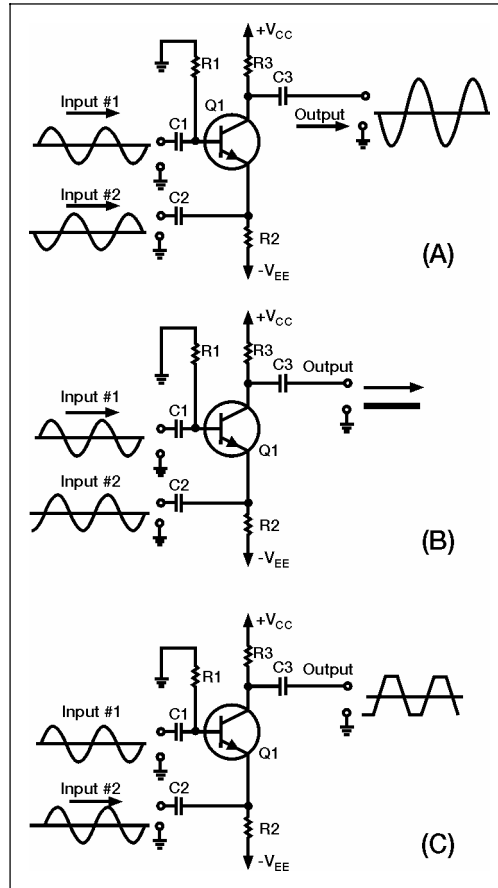 +VCC
R1
R3
C3
Input #1
C1
Q1
Output
Input #2
C2
R2
(A)
-VEE
+VCC
R1
R3
C3
Output
Input #1
C1
Q1
Input #2
C2
R2
(B)
-VEE
+VCC
R3
R1
C3
Output
Input #1
C1
Q1
Input #2
C2
R2
(C)
-VEE